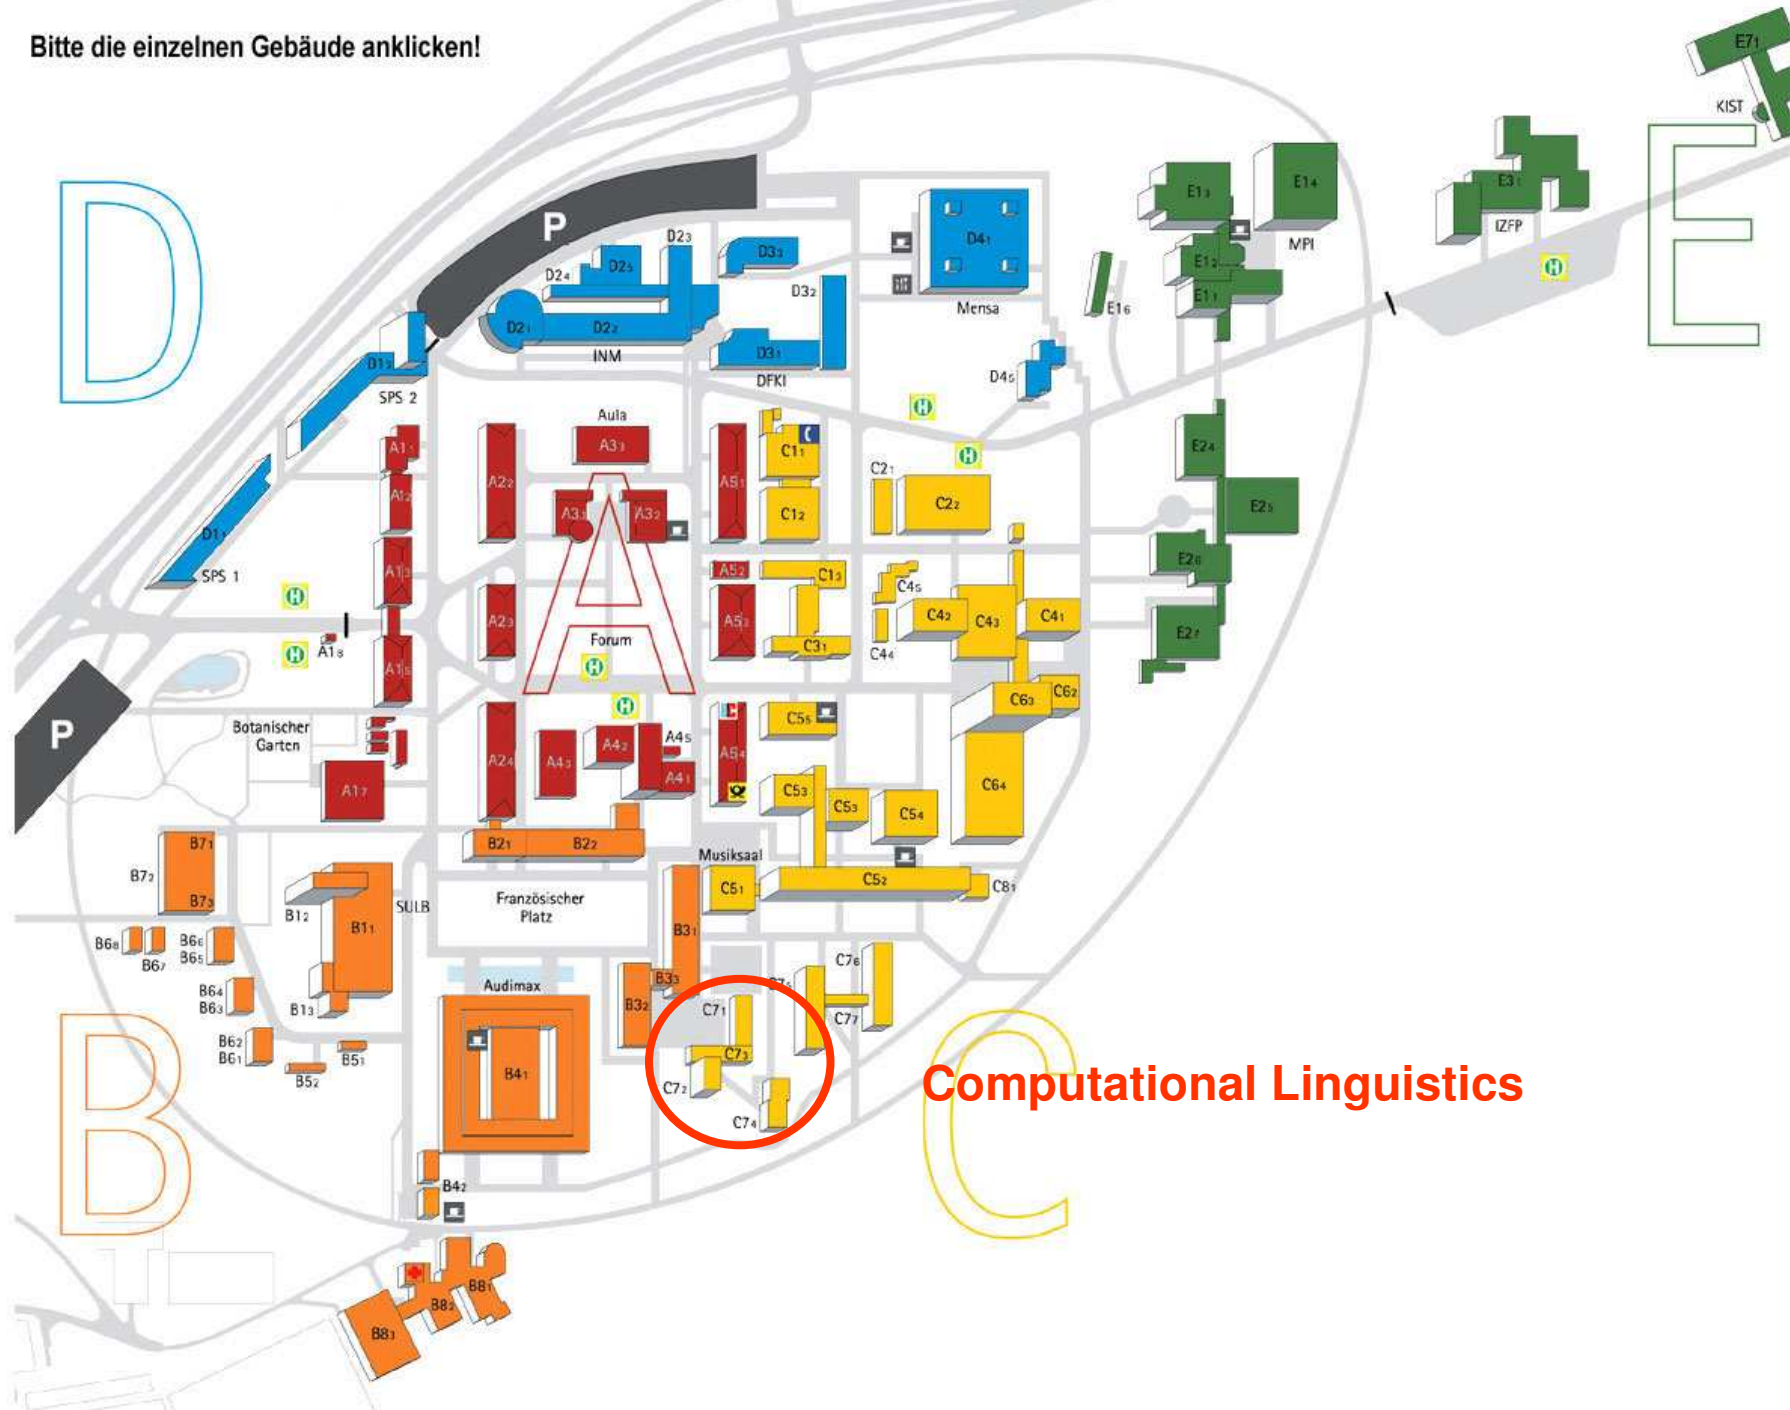 Bitte die einzelnen Gebäude anklicken!
E7₁
KIST
E
D
P
E3₁
IZFP
E1₃
E1₄
MPI
E1₂
E1₁
E1₆
D2₃
D2₅
D2₄
D3₃
D4₁
D3₂
Mensa
D2₁
D2₂
INM
D3₁
DFKI
D4₅
D1₂
SPS 2
D1₁
SPS 1
H
H
H
H
H
H
H
Aula
A3₃
A1₁
A1₂
A1₃
A1₅
A1₈
A2₂
A2₃
A3₂
A
Forum
A5₁
A5₂
A5₃
C1₁
C1₂
C1₃
C3₁
C2₁
C2₂
C4₅
C4₂
C4₃
C4₁
C4₄
E2₄
E2₅
E2₆
E2₇
C6₃
C6₂
C6₄
P
Botanischer
Garten
A1₇
A2₄
A4₃
A4₂
A4₅
A4₁
A5₄
C5₅
C5₃
C5₃
C5₄
B2₁
B2₂
Musiksaal
C5₁
C5₂
C8₁
B7₁
B7₂
B7₃
B1₂
SULB
B1₁
B1₃
Französischer
Platz
B3₁
B3₃
B3₂
B6₈
B6₇
B6₆
B6₅
B6₄
B6₃
B6₂
B6₁
B5₂
B5₁
Audimax
B4₁
C7₁
C7₃
C7₂
C7₄
C7₅
C7₆
C7₇
Computational Linguistics
B
C
B4₂
B8₁
B8₂
B8₃